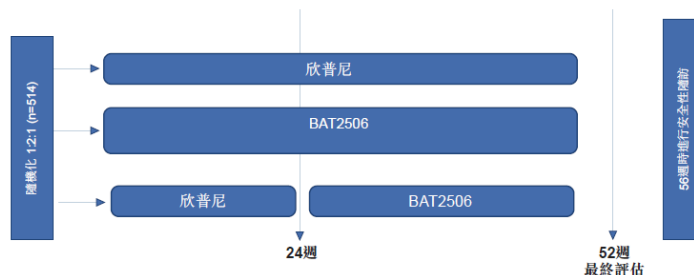 隨機化 1:2:1 (n=514)
欣普尼
BAT2506
欣普尼
BAT2506
24週
52週
最終評估
56週時進行安全性隨訪